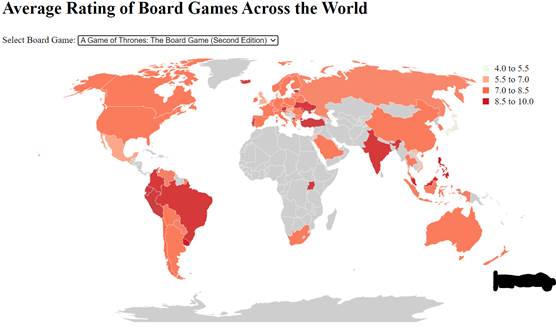 Average Rating of Board Games Across the World
Select Board Game: A Game of Thrones: The Board Game (Second Edition)
4.0 to 5.5
5.5 to 7.0
7.0 to 8.5
8.5 to 10.0